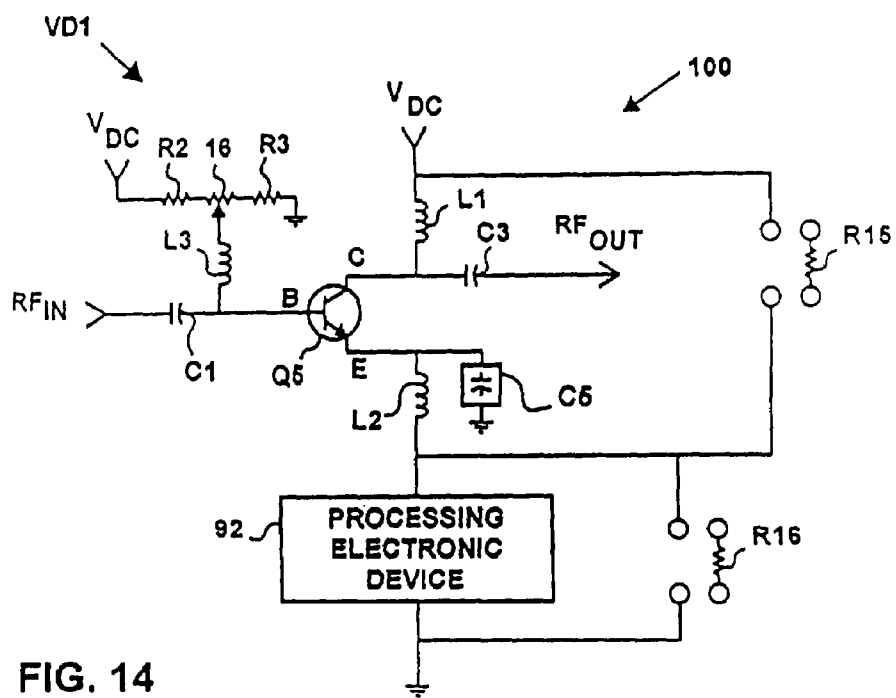 VD1
100
VDC
VDC
R2
16
R3
L1
C3
RFOUT
R15
L3
C
B
RFIN
C1
Q5
E
L2
C5
92
PROCESSING
ELECTRONIC
DEVICE
R16
FIG. 14